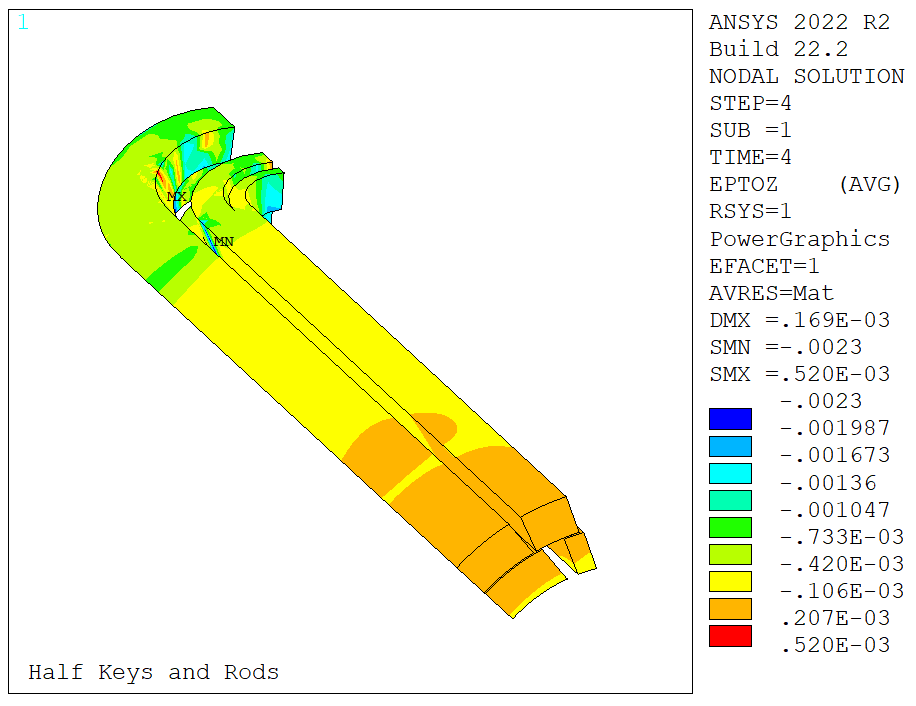 1
ANSYS 2022 R2
Build 22.2
NODAL SOLUTION
STEP=4
SUB =1
TIME=4
EPTOZ (AVG)
RSYS=1
PowerGraphics
EFACET=1
AVRES=Mat
DMX =.169E-03
SMN =-.0023
SMX =.520E-03
-.0023
-.001987
-.001673
-.00136
-.001047
-.733E-03
-.420E-03
-.106E-03
.207E-03
.520E-03
MX
MN
Half Keys and Rods